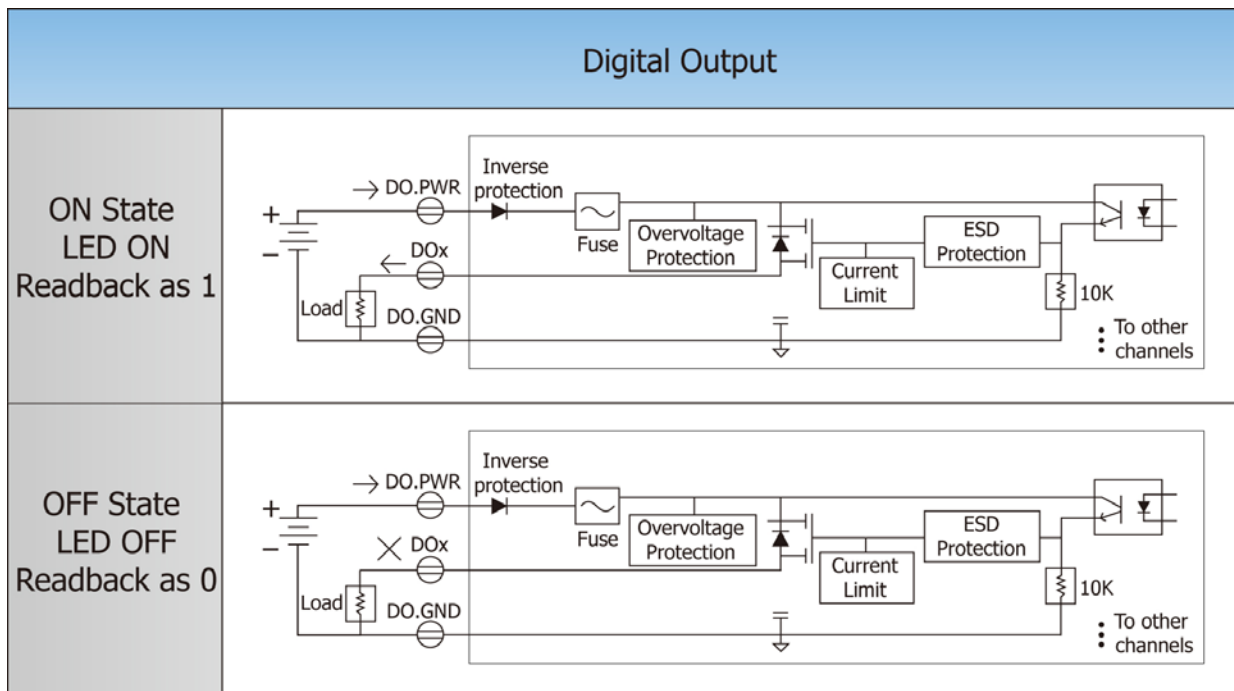 Digital Output
ON State
LED ON
Readback as 1
DO.PWR
Inverse
protection
Fuse
Overvoltage
Protection
ESD
Protection
Current
Limit
DOx
Load
DO.GND
10K
To other
channels
+
−
OFF State
LED OFF
Readback as 0
DO.PWR
Inverse
protection
Fuse
Overvoltage
Protection
ESD
Protection
Current
Limit
DOx
Load
DO.GND
10K
To other
channels
+
−